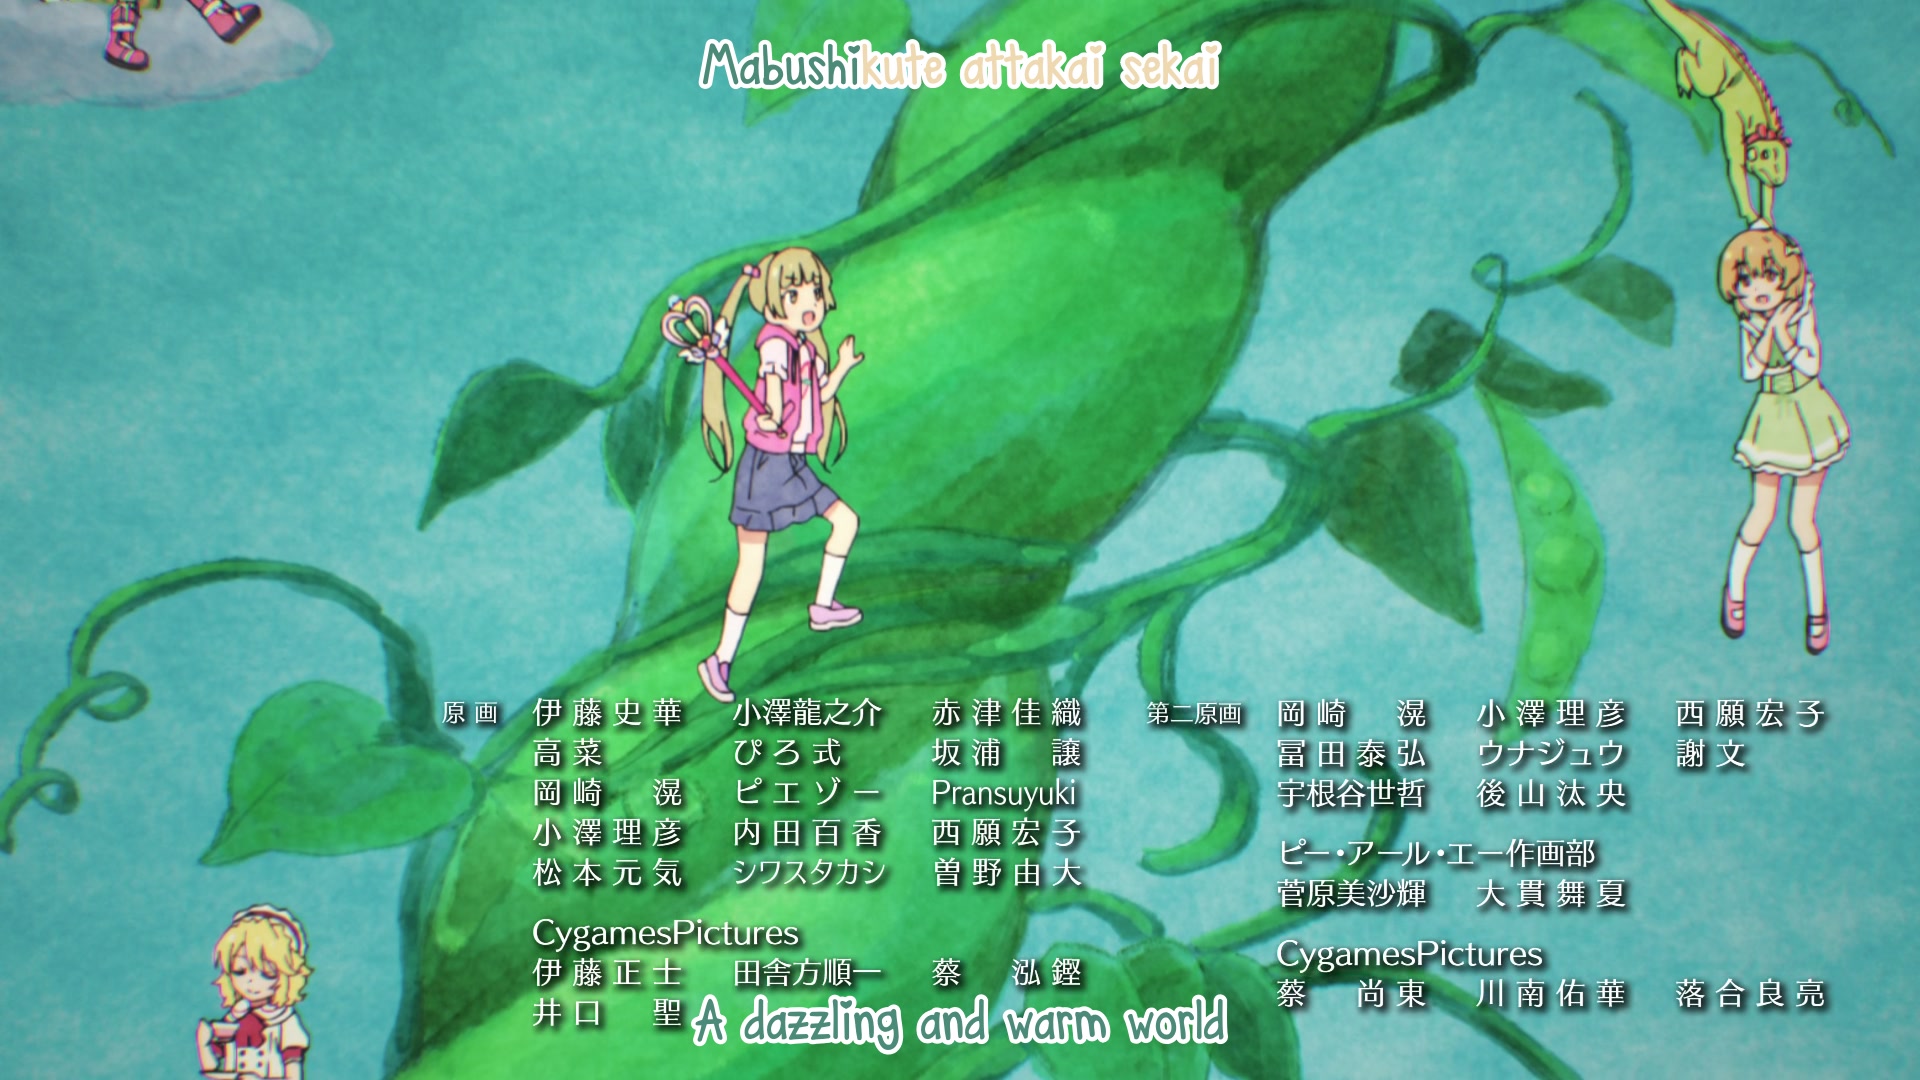 Mabushikute attakai sekai
原画 伊藤史華 小澤龍之介 赤津佳織
高菜 ぴろ式 坂浦 譲
岡崎 滉 ピエゾー Pransuyuki
小澤理彦 内田百香 西願宏子
松本元気 シワスタカシ 曽野由大
CygamesPictures
伊藤正士 田舎方順一 蔡 泓鏗
井口 聖
第二原画 岡崎 滉 小澤理彦 西願宏子
冨田泰弘 ウナジュウ 謝文
宇根谷世哲 後山汰央
ピー・アール・エー作画部
菅原美沙輝 大貫舞夏
CygamesPictures
蔡 尚東 川南佑華 落合良亮
A dazzling and warm world